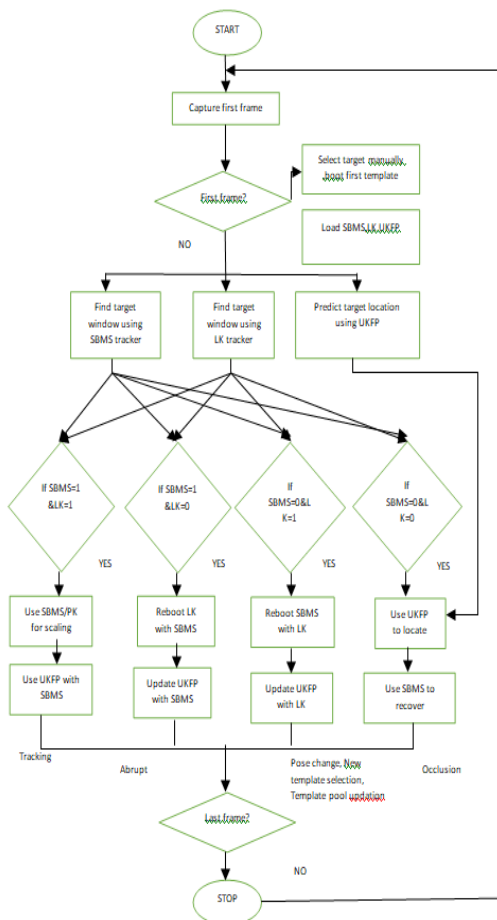 START
Capture first frame
Select target manually,
boot first template
First frame?
Load SBMS,LK,UKFP
NO
Find target
window using
SBMS tracker
Find target
window using
LK tracker
Predict target location
using UKFP
If SBMS=1
&LK=1
If SBMS=1
&LK=0
If
SBMS=0&L
K=1
If
SBMS=0&L
K=0
YES
YES
YES
YES
Use SBMS/PK
for scaling
Reboot LK
with SBMS
Reboot SBMS
with LK
Use UKFP
to locate
Use UKFP with
SBMS
Update UKFP
with SBMS
Update UKFP
with LK
Use SBMS to
recover
Tracking
Abrupt
Pose change, New
template selection,
Template pool updation
Occlusion
Last frame?
NO
STOP